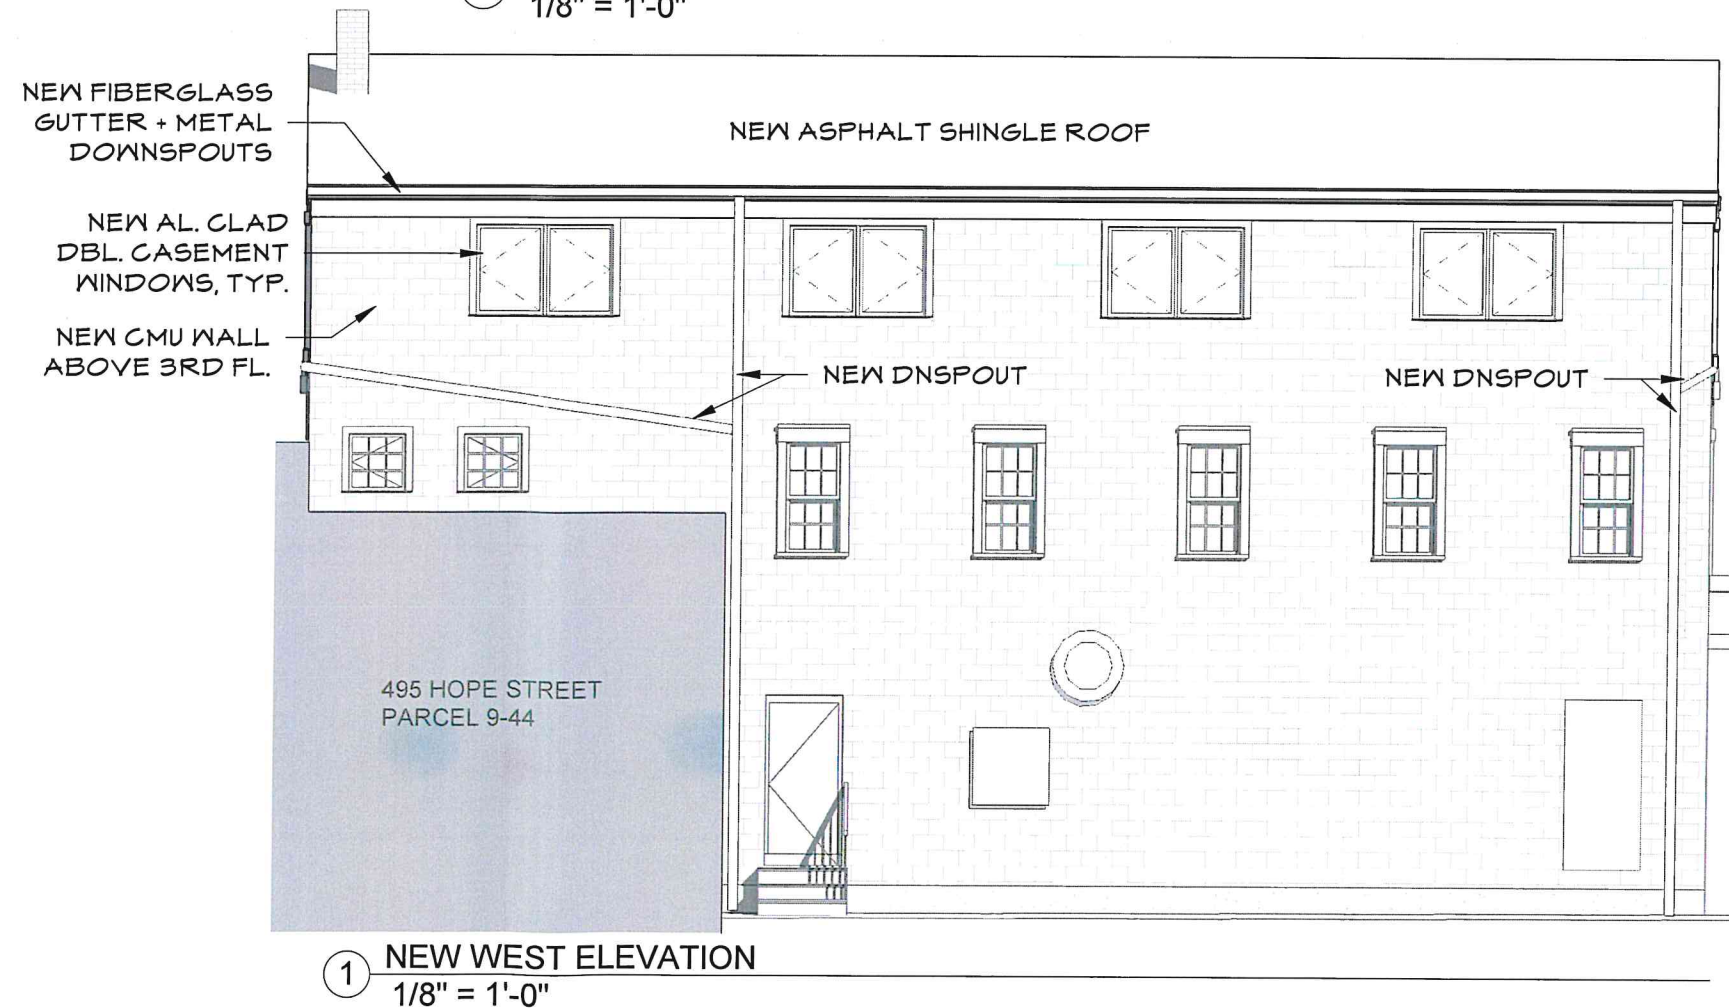 1/8" = 1'-0"
NEW FIBERGLASS
GUTTER + METAL
DOWNSPOUTS
NEW ASPHALT SHINGLE ROOF
NEW AL. CLAD
DBL. CASEMENT
WINDOWS, TYP.
NEW CMU WALL
ABOVE 3RD FL.
NEW DNSPOUT
NEW DNSPOUT
495 HOPE STREET
PARCEL 9-44
1 NEW WEST ELEVATION
1/8" = 1'-0"